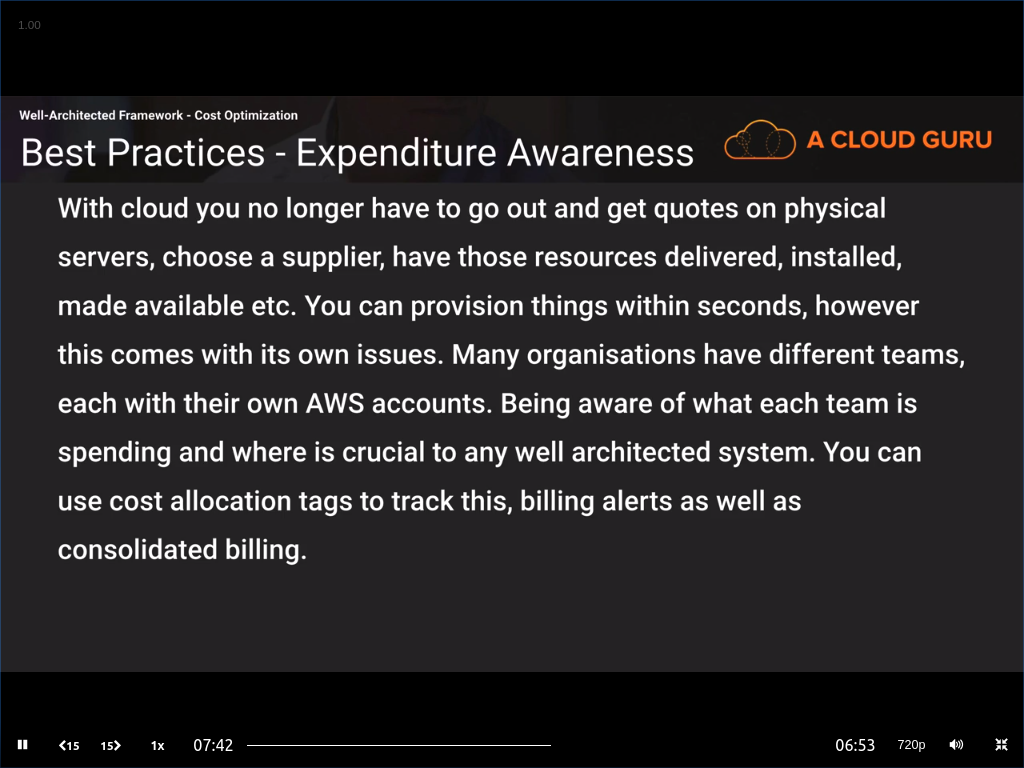 1.00
Well-Architected Framework - Cost Optimization
Best Practices - Expenditure Awareness
A CLOUD GURU
With cloud you no longer have to go out and get quotes on physical
servers, choose a supplier, have those resources delivered, installed,
made available etc. You can provision things within seconds, however
this comes with its own issues. Many organisations have different teams,
each with their own AWS accounts. Being aware of what each team is
spending and where is crucial to any well architected system. You can
use cost allocation tags to track this, billing alerts as well as
consolidated billing.
15 15 1x 07:42 06:53 720p